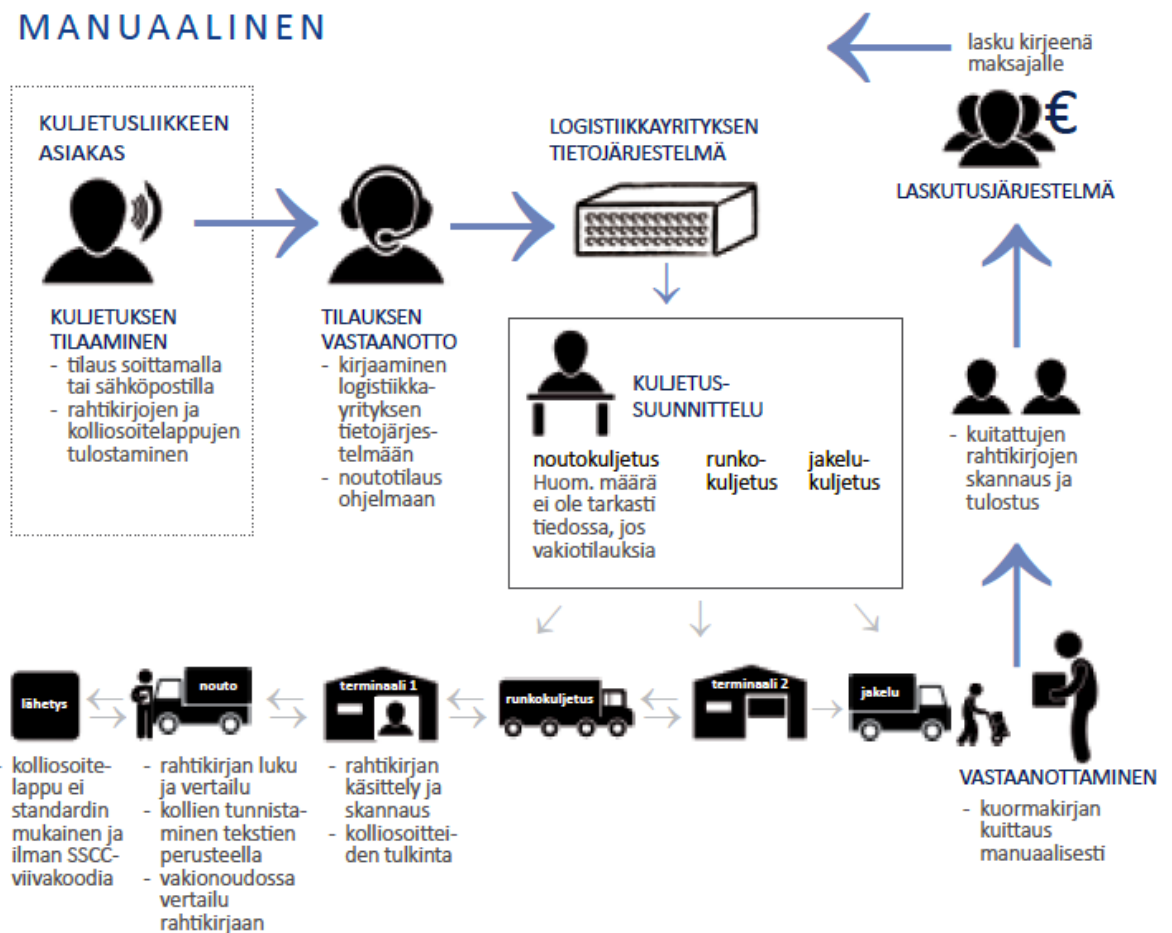 MANUAALINEN
lasku kirjeenä
maksajalle
€
LASKUTUSJÄRJESTELMÄ
KULJETUSLIIKKEEN
ASIAKAS
KULJETUKSEN
TILAAMINEN
- tilaus soittamalla
tai sähköpostilla
- rahtikirjojen ja
kolliosoitelappujen
tulostaminen
TILAUKSEN
VASTAANOTTO
- kirjaaminen
logistiikka-
yrityksen
tietojärjes-
telmään
- noutotilaus
ohjelmaan
LOGISTIIKKAYRITYKSEN
TIETOJÄRJESTELMÄ
KULJETUS-
SUUNNITTELU
noutokuljetus
Huom. määrä
ei ole tarkasti
tiedossa, jos
vakiotilauksia
runko-
kuljetus
jakelu-
kuljetus
- kuitattujen
rahtikirjojen
skannaus ja
tulostus
lähetys
- kolliosoite-
lappu ei
standardin
mukainen ja
ilman SSCC-
viivakoodia
nouto
- rahtikirjan luku
ja vertailu
- kollien tunnista-
minen tekstien
perusteella
- vakionoudossa
vertailu
rahtikirjaan
terminaali 1
- rahtikirjan
käsittely ja
skannaus
- kolliosoittei-
den tulkinta
runkokuljetus
terminaali 2
jakelu
VASTAANOTTAMINEN
- kuormakirjan
kuittaus
manuaalisesti